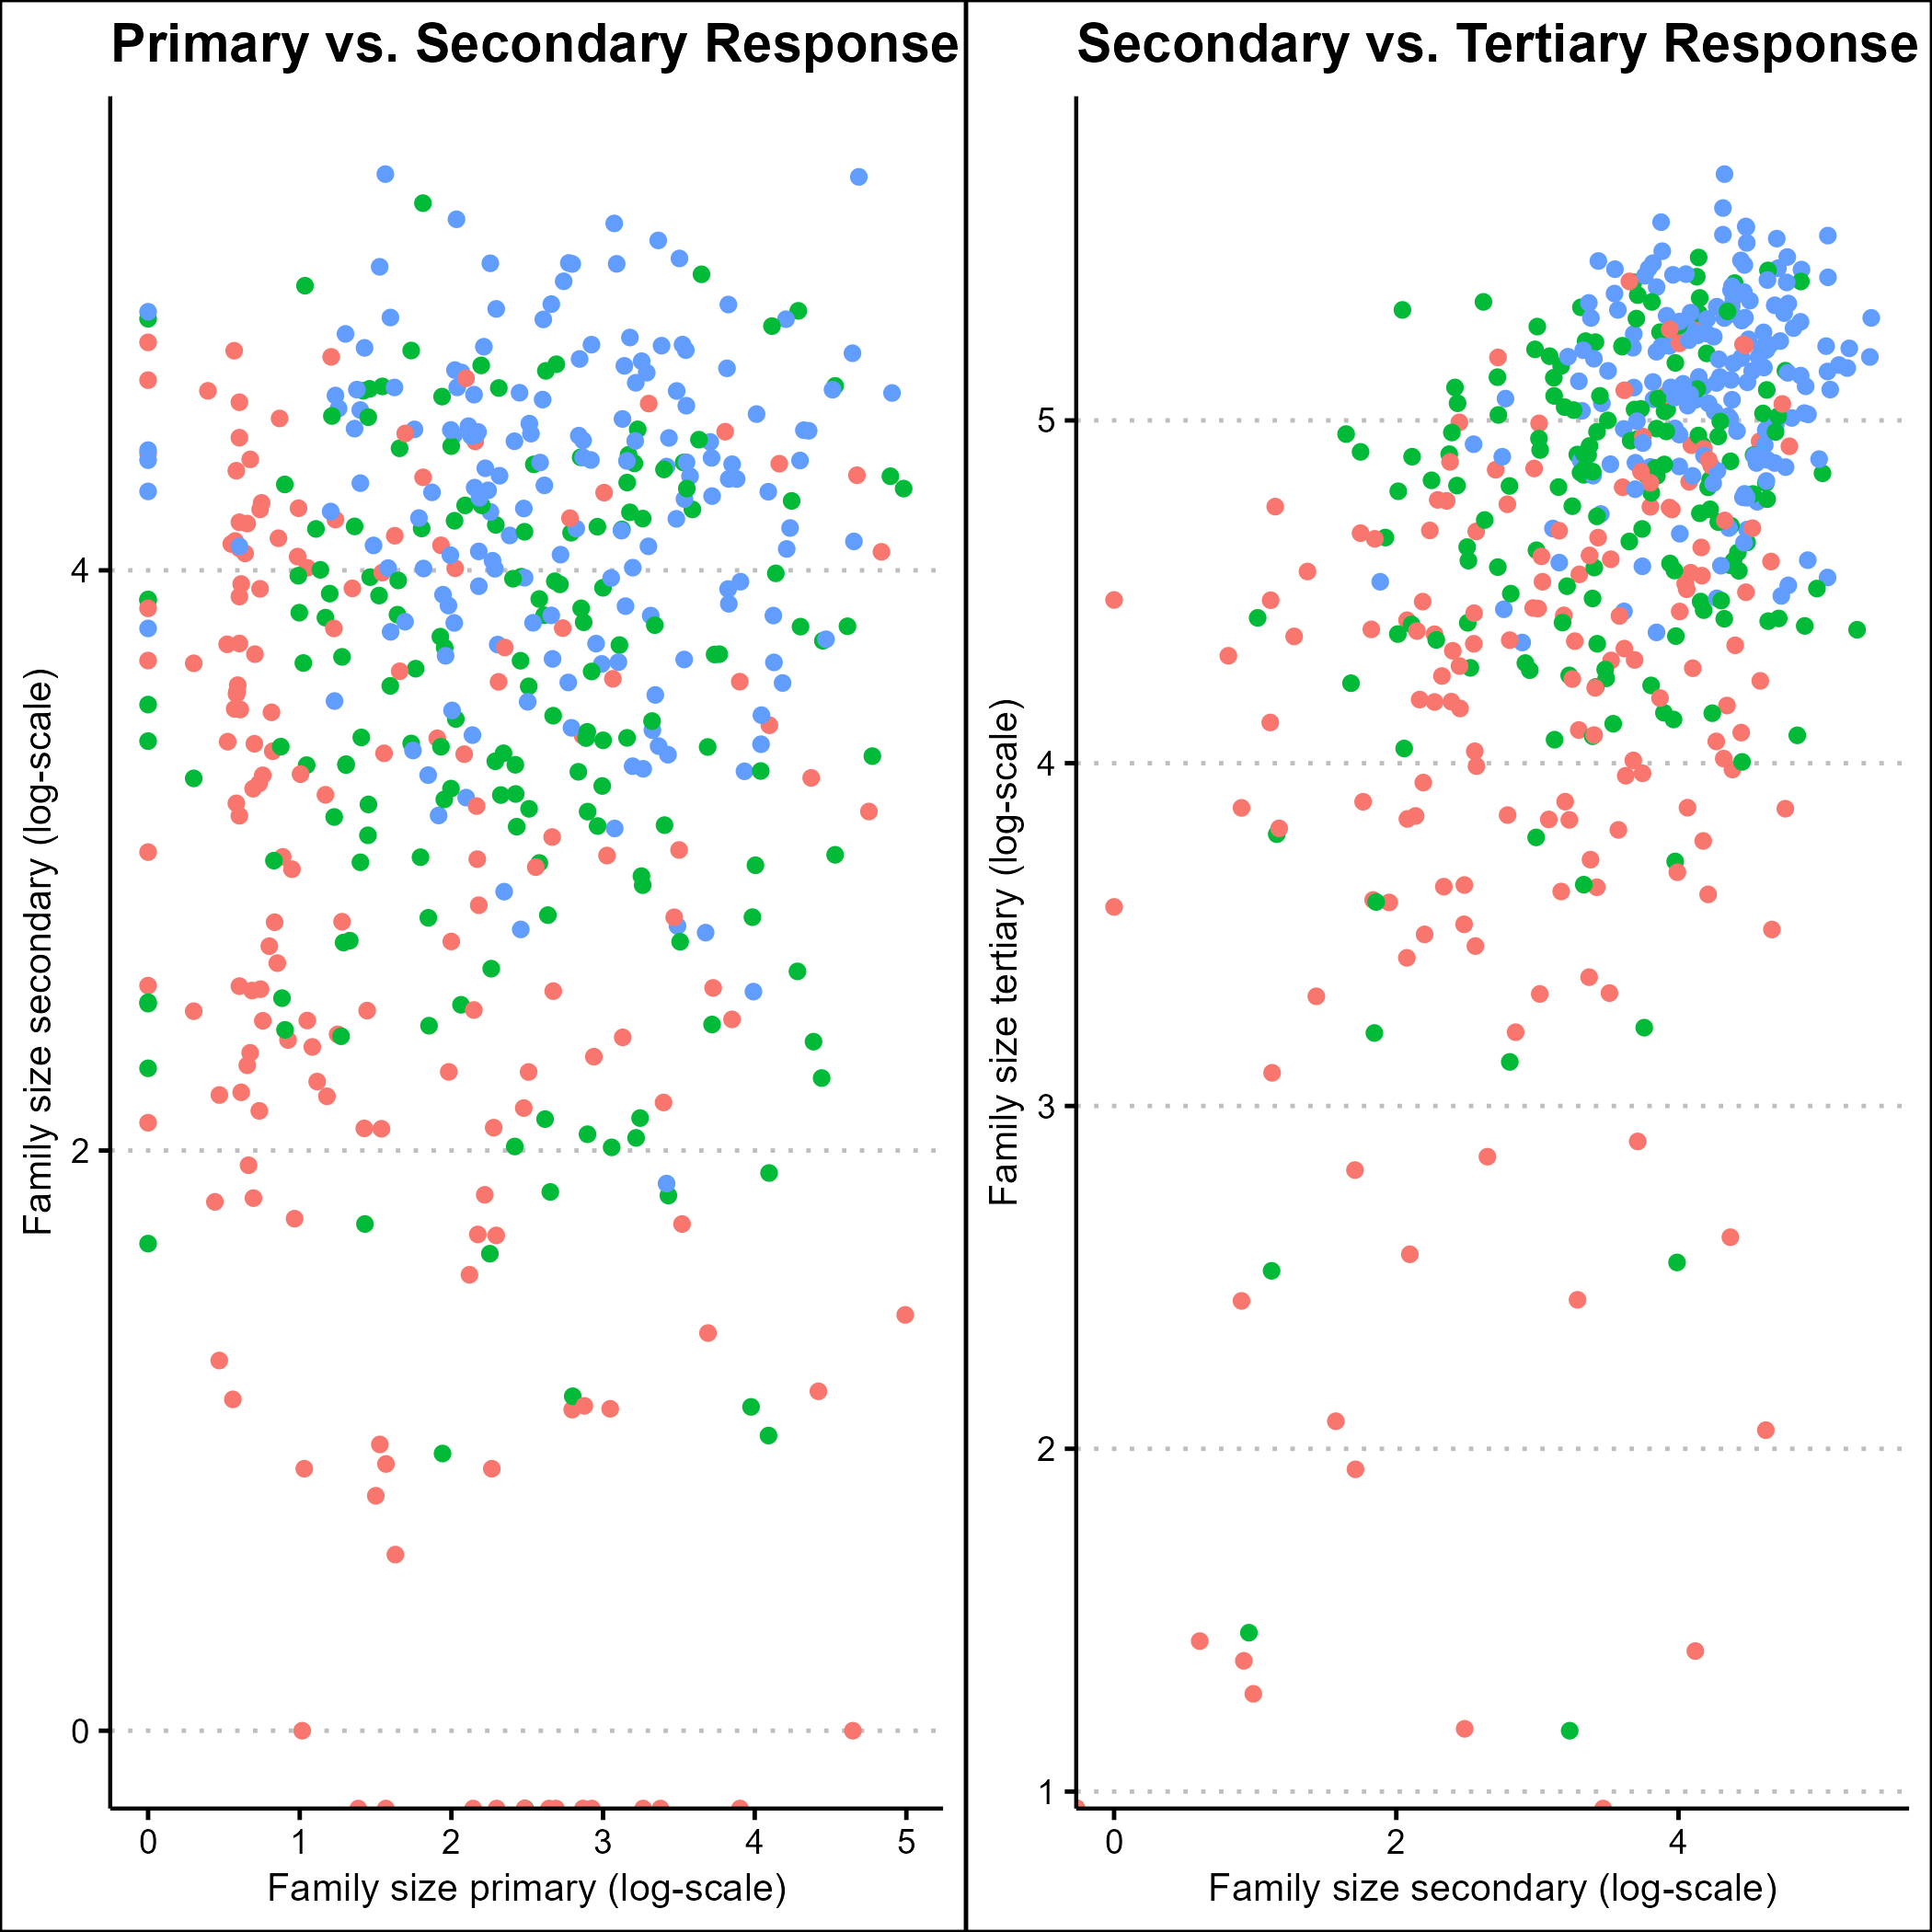 Primary vs. Secondary Response
Family size secondary (log-scale)
4
2
0
0 1 2 3 4 5
Family size primary (log-scale)
Secondary vs. Tertiary Response
Family size tertiary (log-scale)
5
4
3
2
1
0 2 4
Family size secondary (log-scale)